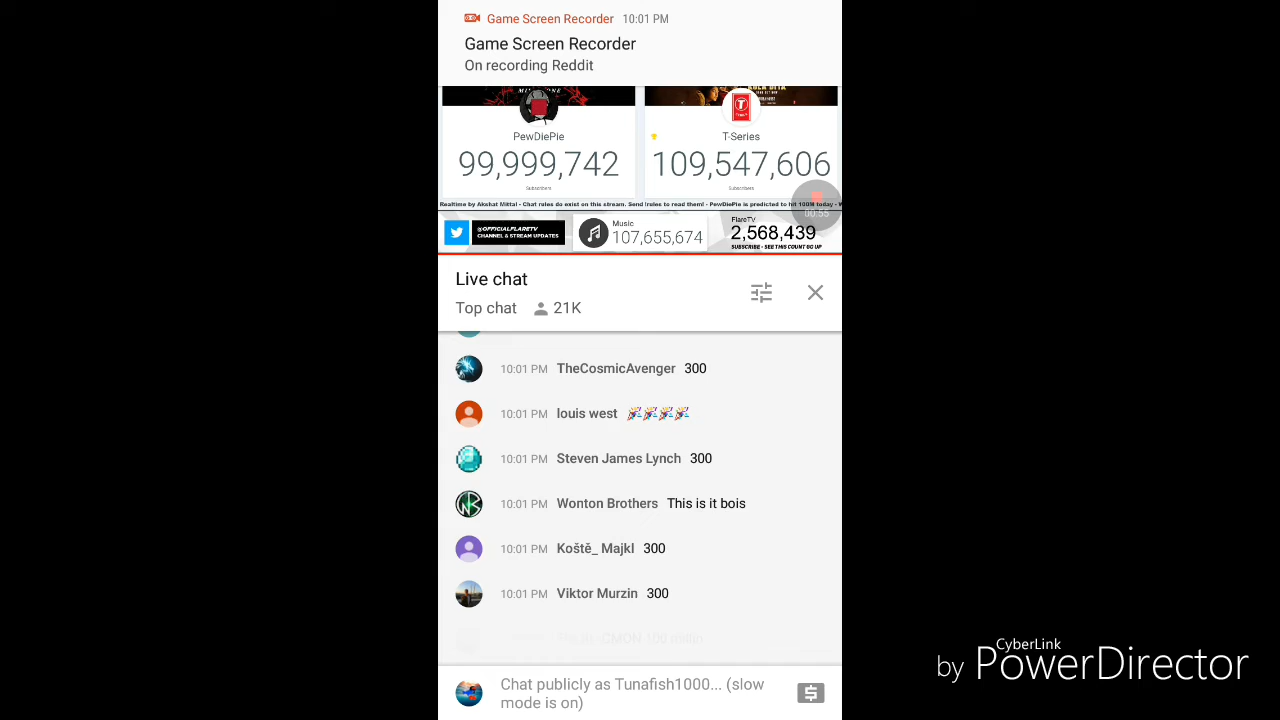 Game Screen Recorder 10:01 PM
Game Screen Recorder
On recording Reddit
PewDiePie
T-Series
99,999,742
109,547,606
Subscribers
Subscribers
Realtime by Akshat Mittal - Chat rules do exist on this stream. Send !rules to read them! - PewDiePie is predicted to hit 100M today -
00:55
@OFFICIALFLARETV
CHANNEL & STREAM UPDATES
Music
107,655,674
FlareTV
2,568,439
SUBSCRIBE - SEE THIS COUNT GO UP
Live chat
Top chat 21K
10:01 PM TheCosmicAvenger 300
10:01 PM louis west 🎉🎉🎉🎉
10:01 PM Steven James Lynch 300
10:01 PM Wonton Brothers This is it bois
10:01 PM Koště_ Majkl 300
10:01 PM Viktor Murzin 300
CMON 100
Chat publicly as Tunafish1000... (slow
mode is on)
CyberLink
by PowerDirector